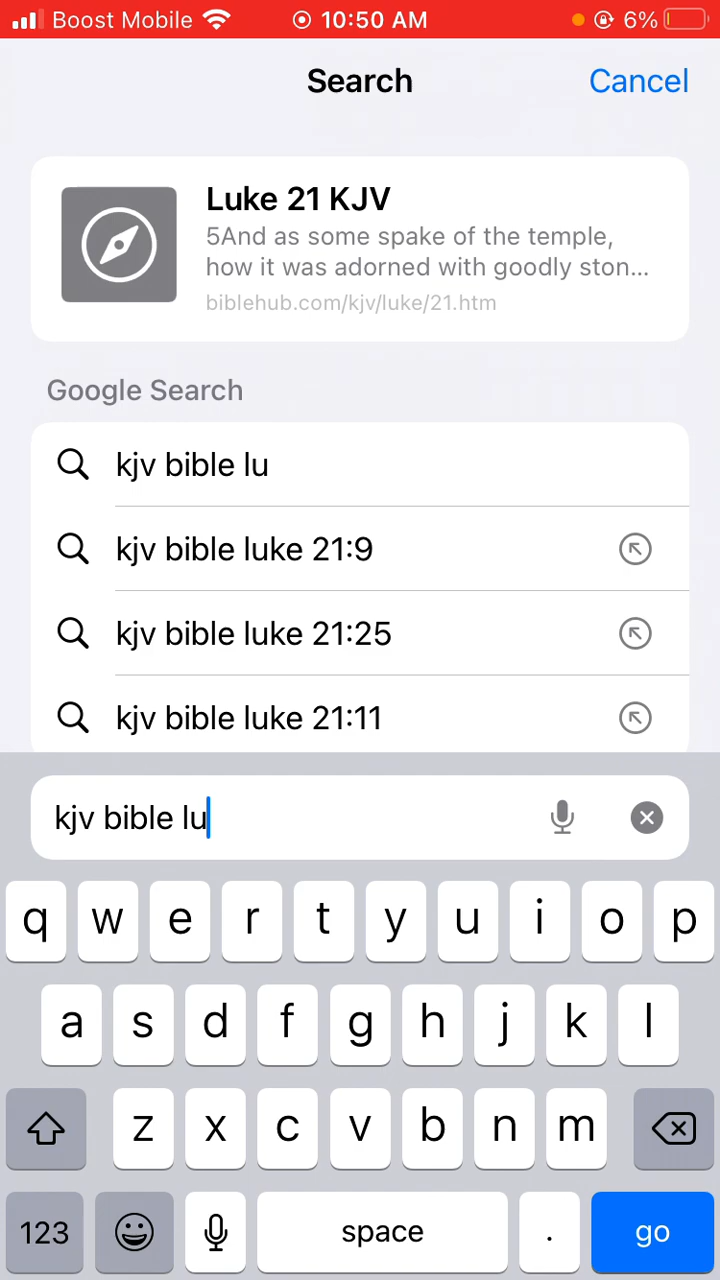 Boost Mobile 10:50 AM 6%
Search Cancel
Luke 21 KJV
5And as some spake of the temple,
how it was adorned with goodly ston...
biblehub.com/kjv/luke/21.htm
Google Search
kjv bible lu
kjv bible luke 21:9
kjv bible luke 21:25
kjv bible luke 21:11
kjv bible lu
q w e r t y u i o p
a s d f g h j k l
z x c v b n m
123 space . go